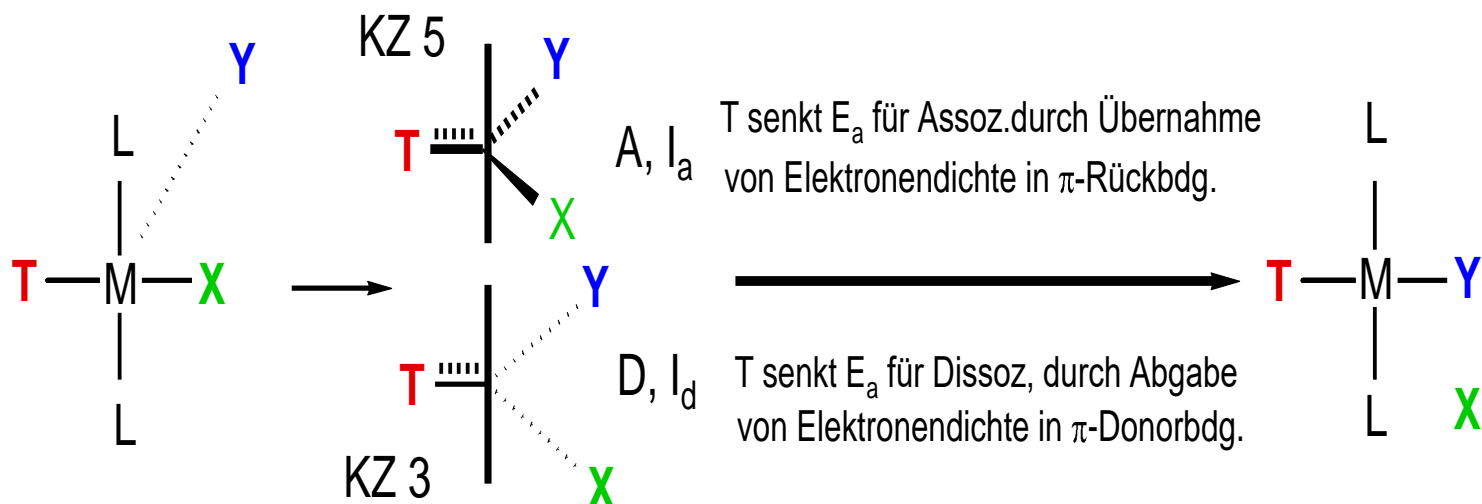 Y
L
T M X
L
KZ 5
Y
T
X
A, Ia
T senkt Ea für Assoz.durch Übernahme
von Elektronendichte in π-Rückbdg.
Y
T
X
KZ 3
D, Id
T senkt Ea für Dissoz, durch Abgabe
von Elektronendichte in π-Donorbdg.
L
T M Y
L
X